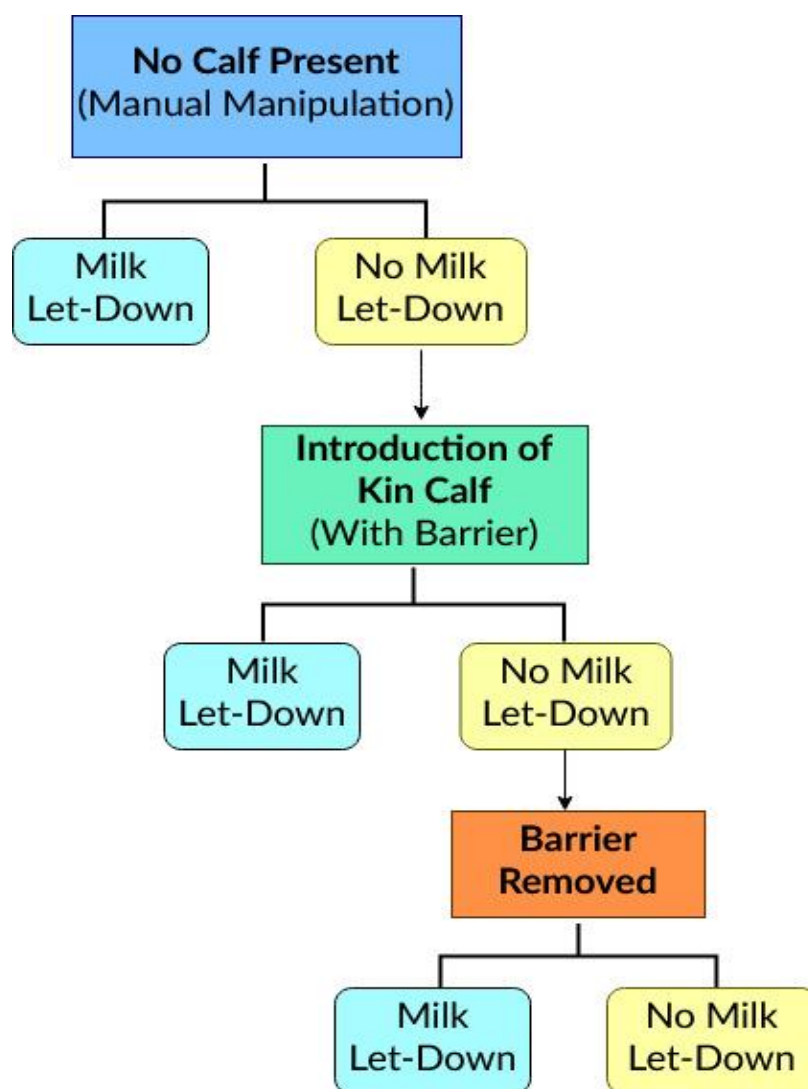 No Calf Present
(Manual Manipulation)
Milk
Let-Down
No Milk
Let-Down
Introduction of
Kin Calf
(With Barrier)
Milk
Let-Down
No Milk
Let-Down
Barrier
Removed
Milk
Let-Down
No Milk
Let-Down